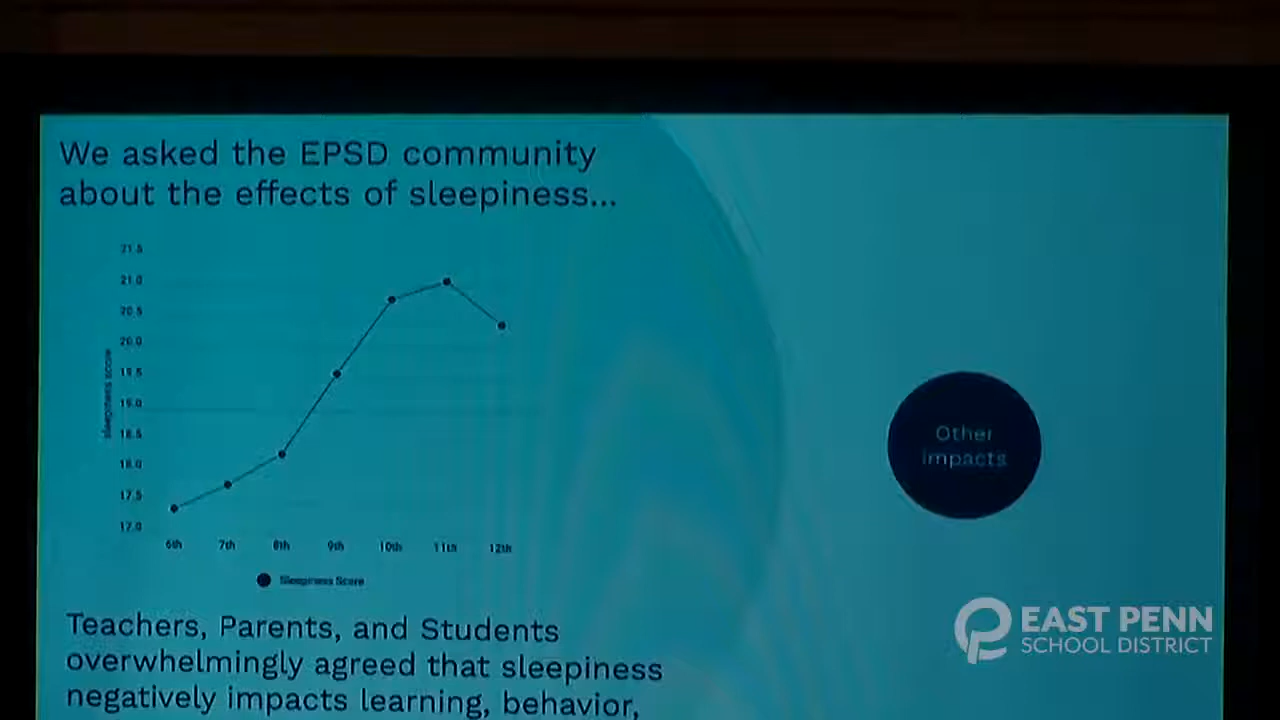 We asked the EPSD community
about the effects of sleepiness...
21.5
21.0
20.5
20.0
19.5
19.0
18.5
18.0
17.5
17.0
Sleepiness score
6th 7th 8th 9th 10th 11th 12th
Sleepiness Score
Other
impacts
Teachers, Parents, and Students
overwhelmingly agreed that sleepiness
negatively impacts learning, behavior,
EAST PENN
SCHOOL DISTRICT